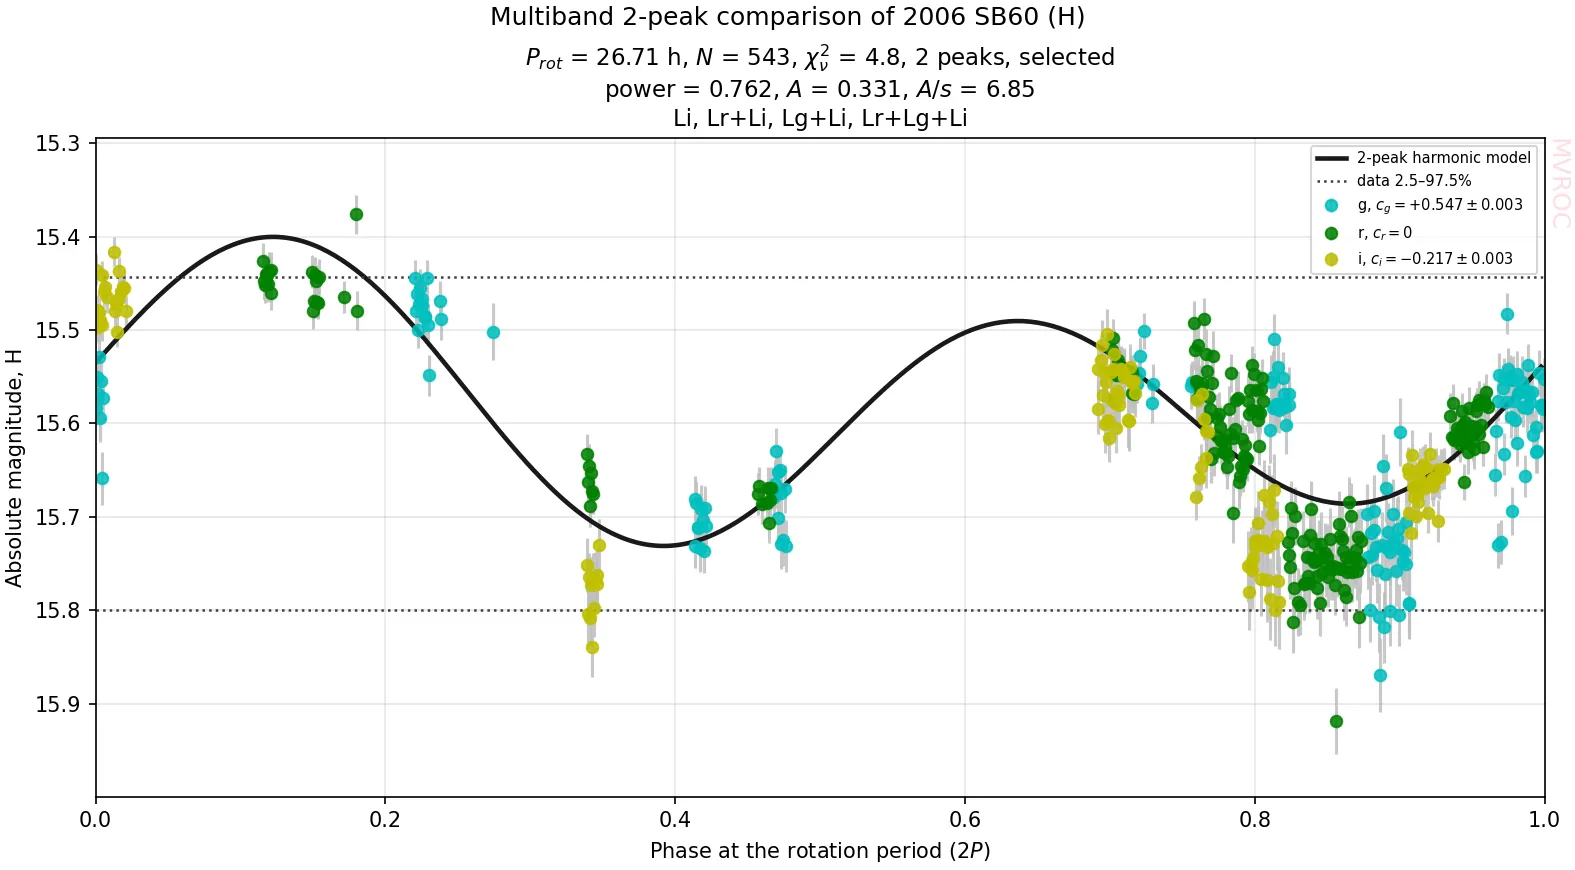 Multiband 2-peak comparison of 2006 SB60 (H)
P_rot = 26.71 h, N = 543, χ²_ν = 4.8, 2 peaks, selected
power = 0.762, A = 0.331, A/s = 6.85
Li, Lr+Li, Lg+Li, Lr+Lg+Li
2-peak harmonic model
data 2.5–97.5%
g, c_g = +0.547 ± 0.003
r, c_r = 0
i, c_i = −0.217 ± 0.003
MVROC
Absolute magnitude, H
15.3
15.4
15.5
15.6
15.7
15.8
15.9
0.0 0.2 0.4 0.6 0.8 1.0
Phase at the rotation period (2P)